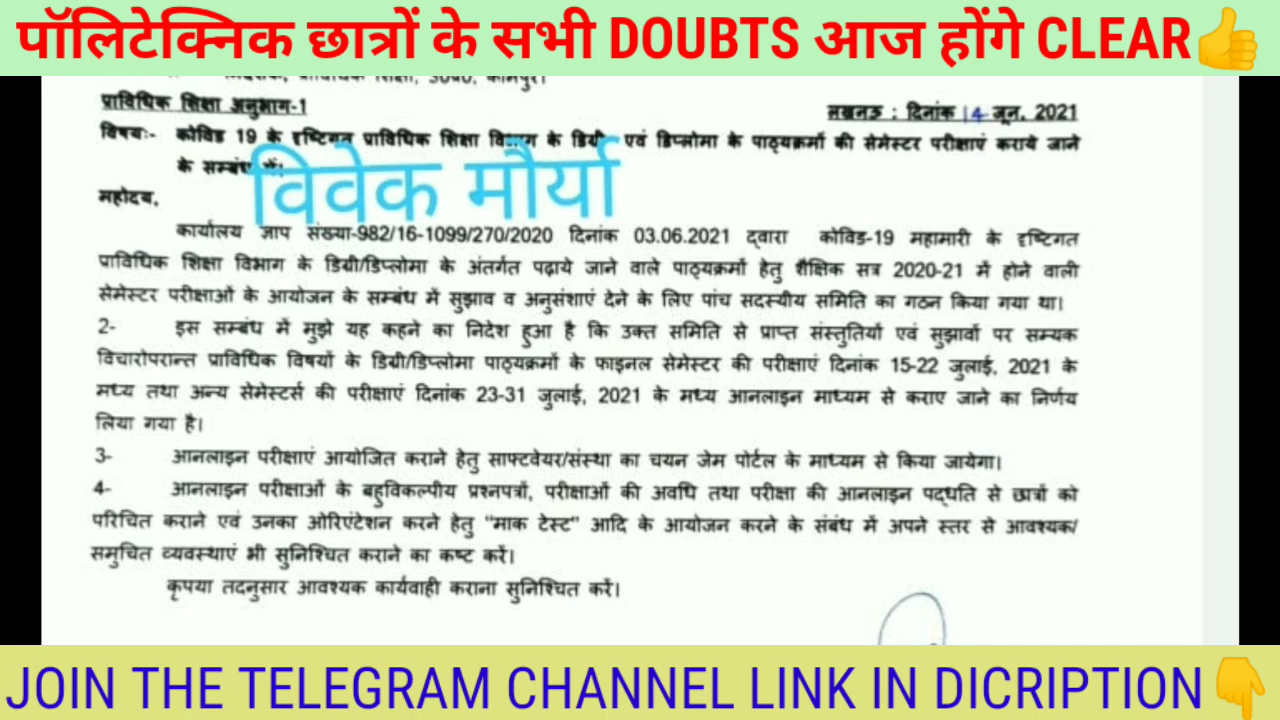 पॉलिटेक्निक छात्रों के सभी DOUBTS आज होंगे CLEAR👍
प्राविधिक शिक्षा अनुभाग-1
लखनऊ : दिनांक 14 जून, 2021
विषयः- कोविड 19 के दृष्टिगत प्राविधिक शिक्षा के डिग्री एवं डिप्लोमा के पाठ्यक्रमों की सेमेस्टर परीक्षाएं कराये जाने
के सम्बंध में।
विवेक मौर्या
महोदय,
कार्यालय ज्ञाप संख्या-982/16-1099/270/2020 दिनांक 03.06.2021 द्वारा कोविड-19 महामारी के दृष्टिगत
प्राविधिक शिक्षा विभाग के डिग्री/डिप्लोमा के अंतर्गत पढ़ाये जाने वाले पाठ्यक्रमों हेतु शैक्षिक सत्र 2020-21 में होने वाली
सेमेस्टर परीक्षाओं के आयोजन के सम्बंध में सुझाव व अनुसंशाएं देने के लिए पांच सदस्यीय समिति का गठन किया गया था।
2- इस सम्बंध में मुझे यह कहने का निदेश हुआ है कि उक्त समिति से प्राप्त संस्तुतियों एवं सुझावों पर सम्यक
विचारोपरान्त प्राविधिक विषयों के डिग्री/डिप्लोमा पाठ्यक्रमों के फाइनल सेमेस्टर की परीक्षाएं दिनांक 15-22 जुलाई, 2021 के
मध्य तथा अन्य सेमेस्टर्स की परीक्षाएं दिनांक 23-31 जुलाई, 2021 के मध्य आनलाइन माध्यम से कराए जाने का निर्णय
लिया गया है।
3- आनलाइन परीक्षाएं आयोजित कराने हेतु साफ्टवेयर/संस्था का चयन जेम पोर्टल के माध्यम से किया जायेगा।
4- आनलाइन परीक्षाओं के बहुविकल्पीय प्रश्नपत्रों, परीक्षाओं की अवधि तथा परीक्षा की आनलाइन पद्धति से छात्रों को
परिचित कराने एवं उनका ओरिएंटेशन करने हेतु "माक टेस्ट" आदि के आयोजन करने के संबंध में अपने स्तर से आवश्यक/
समुचित व्यवस्थाएं भी सुनिश्चित कराने का कष्ट करें।
कृपया तदनुसार आवश्यक कार्यवाही कराना सुनिश्चित करें।
JOIN THE TELEGRAM CHANNEL LINK IN DICRIPTION👇